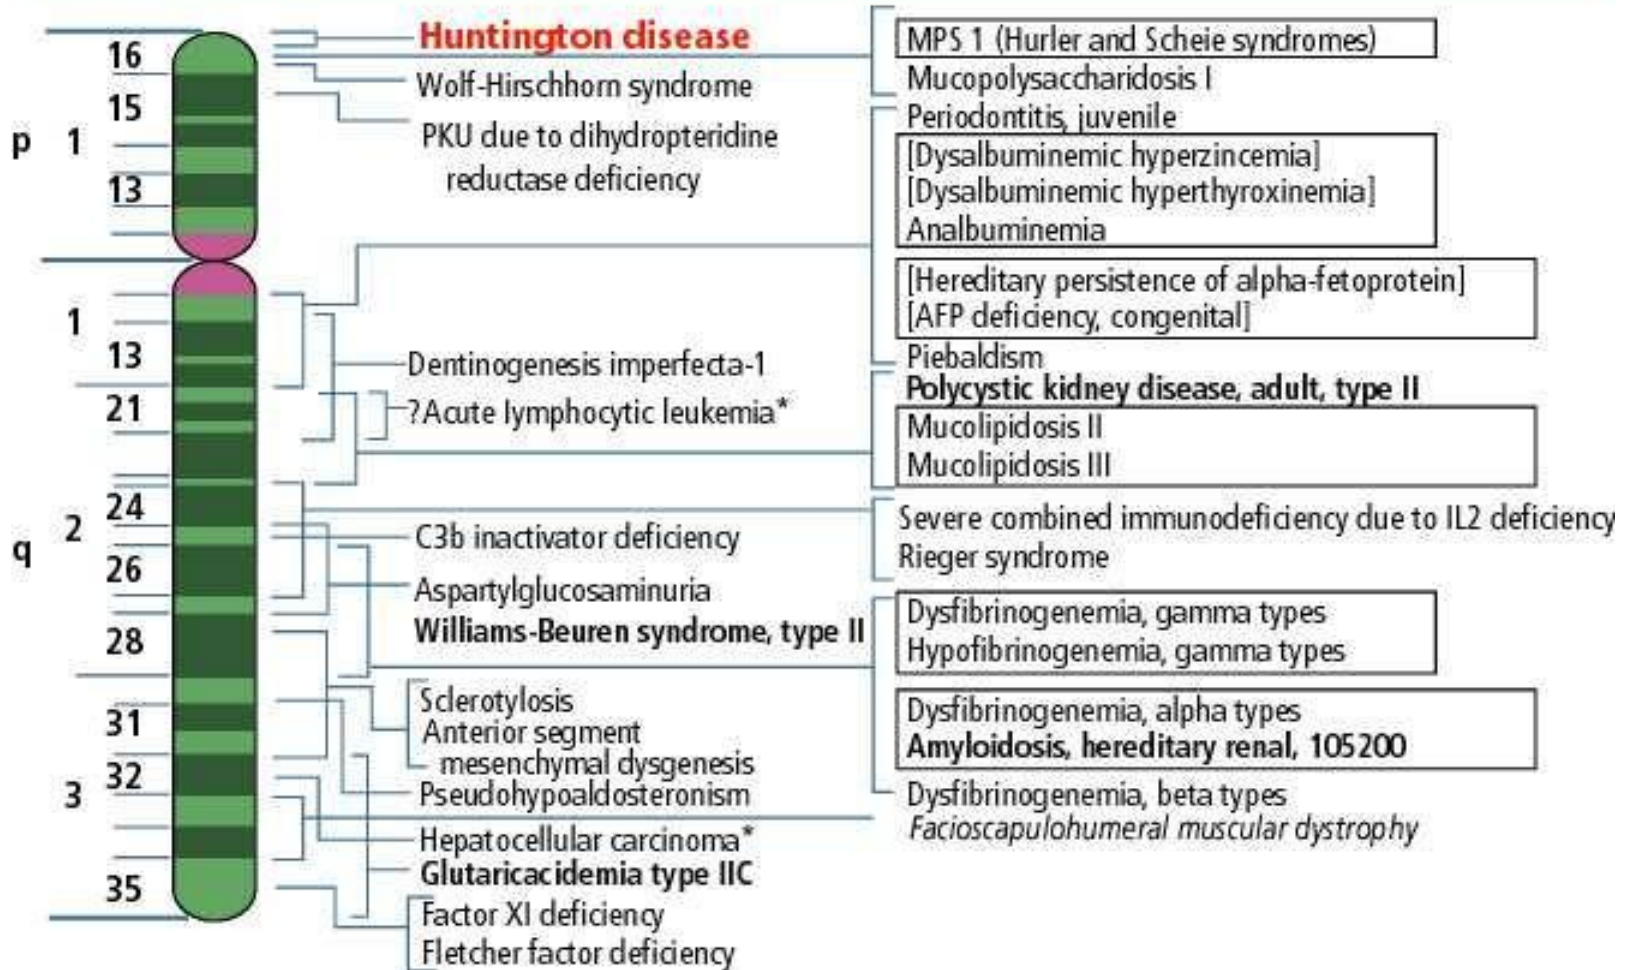 p
1
16
15
13
q
1
13
21
2
24
26
28
3
31
32
35
Huntington disease
Wolf-Hirschhorn syndrome
PKU due to dihydropteridine
reductase deficiency
Dentinogenesis imperfecta-1
?Acute lymphocytic leukemia*
C3b inactivator deficiency
Aspartylglucosaminuria
Williams-Beuren syndrome, type II
Sclerotylosis
Anterior segment
mesenchymal dysgenesis
Pseudohypoaldosteronism
Hepatocellular carcinoma*
Glutaricacidemia type IIC
Factor XI deficiency
Fletcher factor deficiency
MPS 1 (Hurler and Scheie syndromes)
Mucopolysaccharidosis I
Periodontitis, juvenile
[Dysalbuminemic hyperzincemia]
[Dysalbuminemic hyperthyroxinemia]
Analbuminemia
[Hereditary persistence of alpha-fetoprotein]
[AFP deficiency, congenital]
Piebaldism
Polycystic kidney disease, adult, type II
Mucolipidosis II
Mucolipidosis III
Severe combined immunodeficiency due to IL2 deficiency
Rieger syndrome
Dysfibrinogenemia, gamma types
Hypofibrinogenemia, gamma types
Dysfibrinogenemia, alpha types
Amyloidosis, hereditary renal, 105200
Dysfibrinogenemia, beta types
Facioscapulohumeral muscular dystrophy